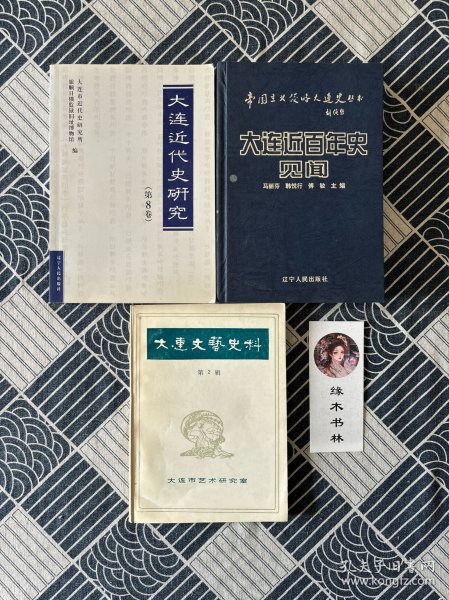 大连市近代史研究所
旅顺日俄监狱旧址博物馆
编
大连近代史研究
（第8卷）
辽宁人民出版社
帝国主义侵略大连史丛书
大连近百年史
见闻
马丽芬 韩悦行 傅敏 主编
辽宁人民出版社
大連文藝史料
第2辑
大连市艺术研究室
缘木书林
孔夫子旧书网
www.kongfz.com